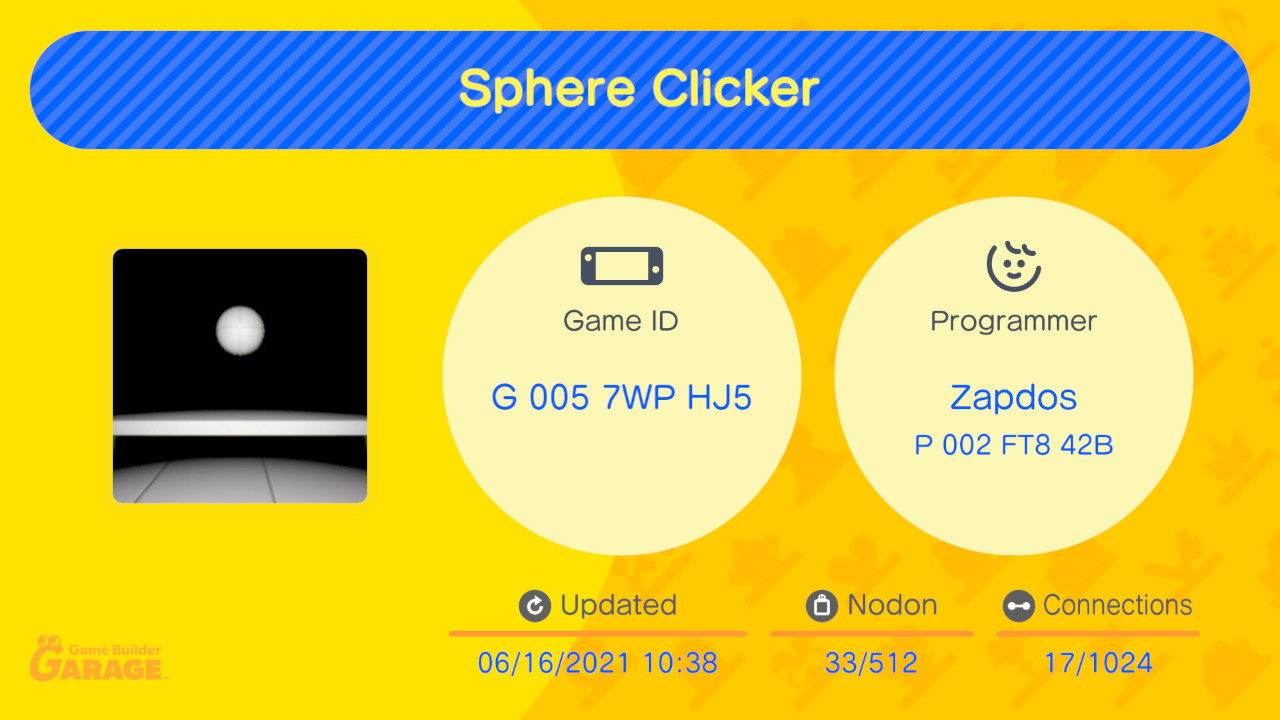 Sphere Clicker
Game ID
G 005 7WP HJ5
Programmer
Zapdos
P 002 FT8 42B
Updated
06/16/2021 10:38
Nodon
33/512
Connections
17/1024
Game Builder
GARAGE